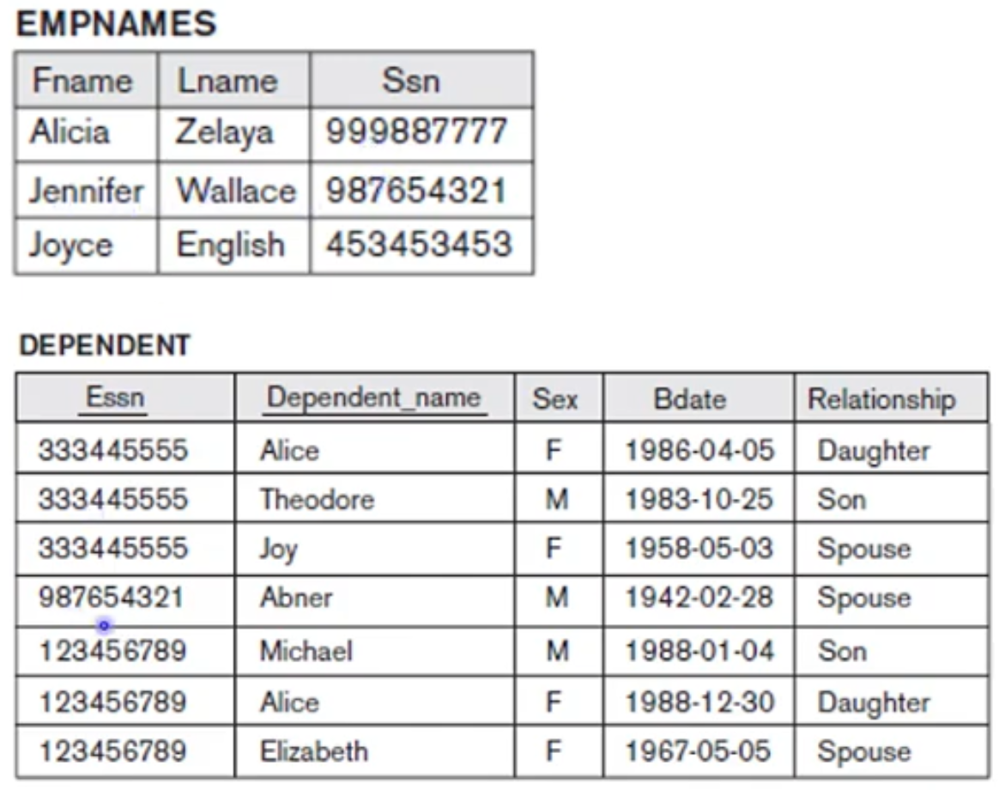 EMPNAMES
Fname Lname Ssn
Alicia Zelaya 999887777
Jennifer Wallace 987654321
Joyce English 453453453
DEPENDENT
Essn Dependent_name Sex Bdate Relationship
333445555 Alice F 1986-04-05 Daughter
333445555 Theodore M 1983-10-25 Son
333445555 Joy F 1958-05-03 Spouse
987654321 Abner M 1942-02-28 Spouse
123456789 Michael M 1988-01-04 Son
123456789 Alice F 1988-12-30 Daughter
123456789 Elizabeth F 1967-05-05 Spouse